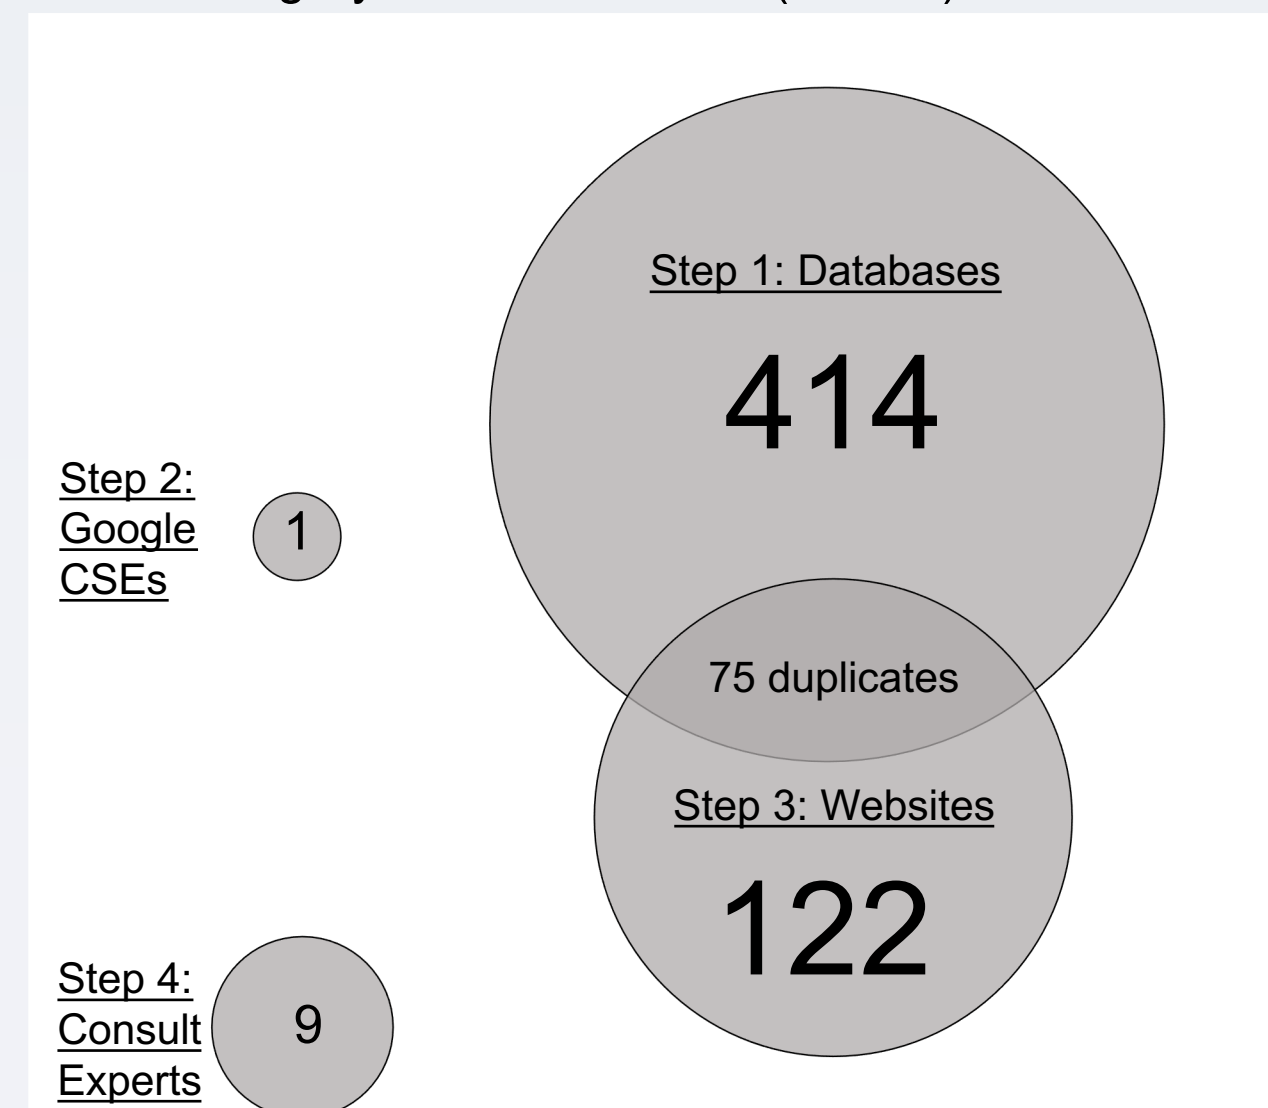 Step 1: Databases
414
Step 2:
Google
CSEs
1
75 duplicates
Step 3: Websites
122
Step 4:
Consult
Experts
9